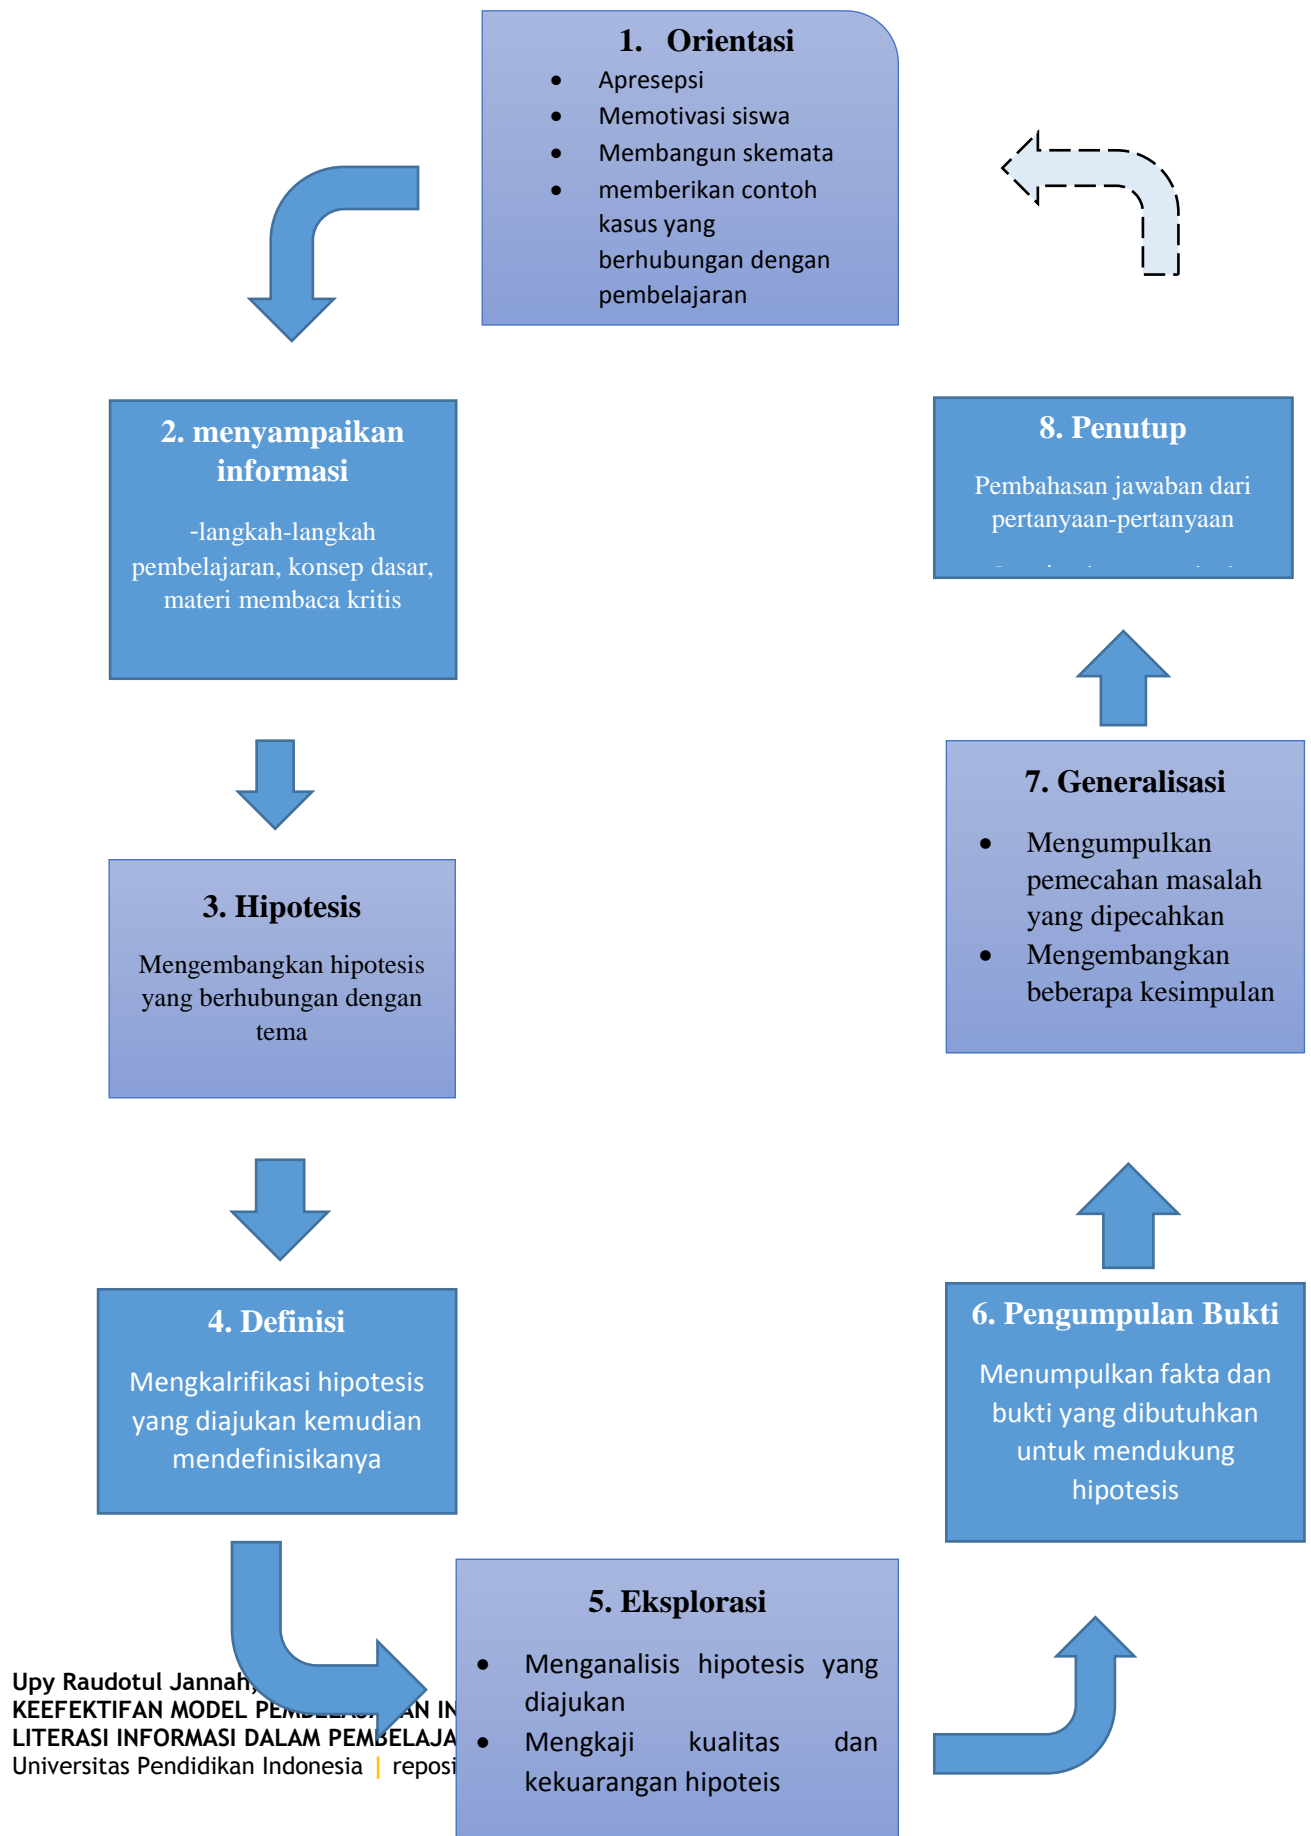 1. Orientasi
• Apresepsi
• Memotivasi siswa
• Membangun skemata
• memberikan contoh
kasus yang
berhubungan dengan
pembelajaran
2. menyampaikan
informasi
-langkah-langkah
pembelajaran, konsep dasar,
materi membaca kritis
3. Hipotesis
Mengembangkan hipotesis
yang berhubungan dengan
tema
4. Definisi
Mengkalrifikasi hipotesis
yang diajukan kemudian
mendefinisikanya
5. Eksplorasi
• Menganalisis hipotesis yang
diajukan
• Mengkaji kualitas dan
kekuarangan hipoteis
6. Pengumpulan Bukti
Menumpulkan fakta dan
bukti yang dibutuhkan
untuk mendukung
hipotesis
7. Generalisasi
• Mengumpulkan
pemecahan masalah
yang dipecahkan
• Mengembangkan
beberapa kesimpulan
8. Penutup
Pembahasan jawaban dari
pertanyaan-pertanyaan
Upy Raudotul Jannah,
KEEFEKTIFAN MODEL
LITERASI INFORMASI DALAM
Universitas Pendidikan Indonesia |